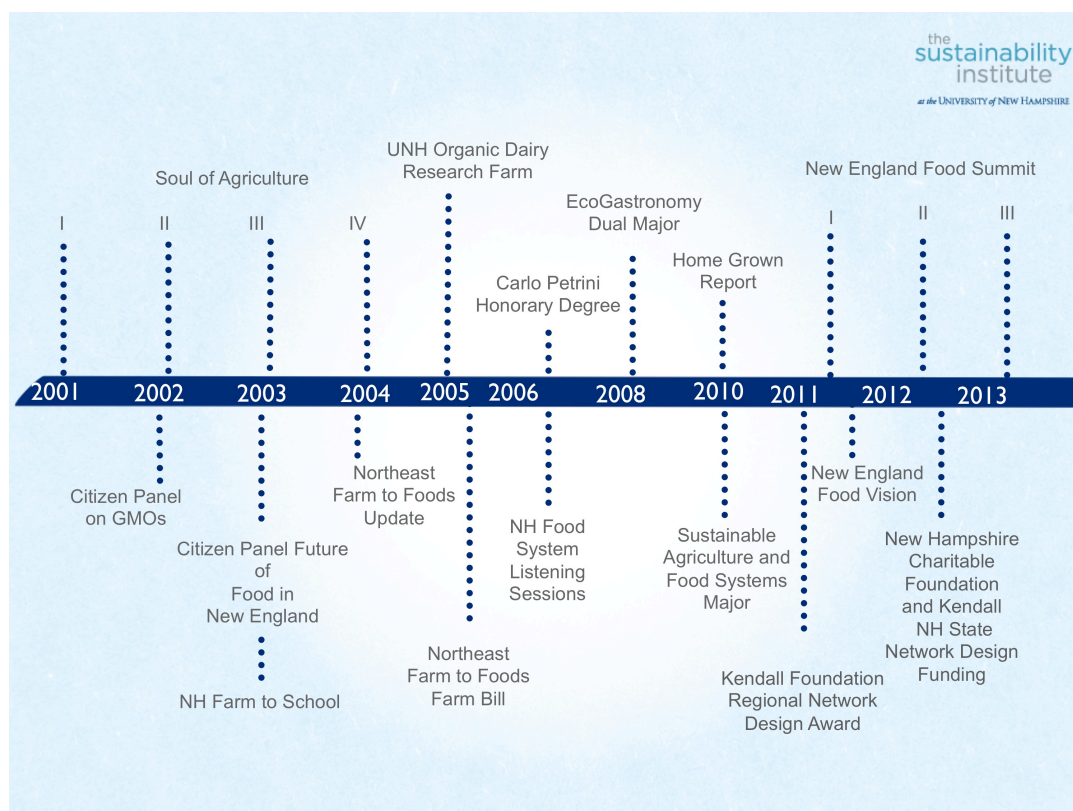 the
sustainability
institute
at the UNIVERSITY of NEW HAMPSHIRE
Soul of Agriculture
I
II
III
IV
UNH Organic Dairy
Research Farm
Carlo Petrini
Honorary Degree
EcoGastronomy
Dual Major
Home Grown
Report
New England Food Summit
I
II
III
2001
2002
2003
2004
2005
2006
2008
2010
2011
2012
2013
Citizen Panel
on GMOs
Citizen Panel Future
of
Food in
New England
NH Farm to School
Northeast
Farm to Foods
Update
Northeast
Farm to Foods
Farm Bill
NH Food
System
Listening
Sessions
Sustainable
Agriculture and
Food Systems
Major
Kendall Foundation
Regional Network
Design Award
New England
Food Vision
New Hampshire
Charitable
Foundation
and Kendall
NH State
Network Design
Funding